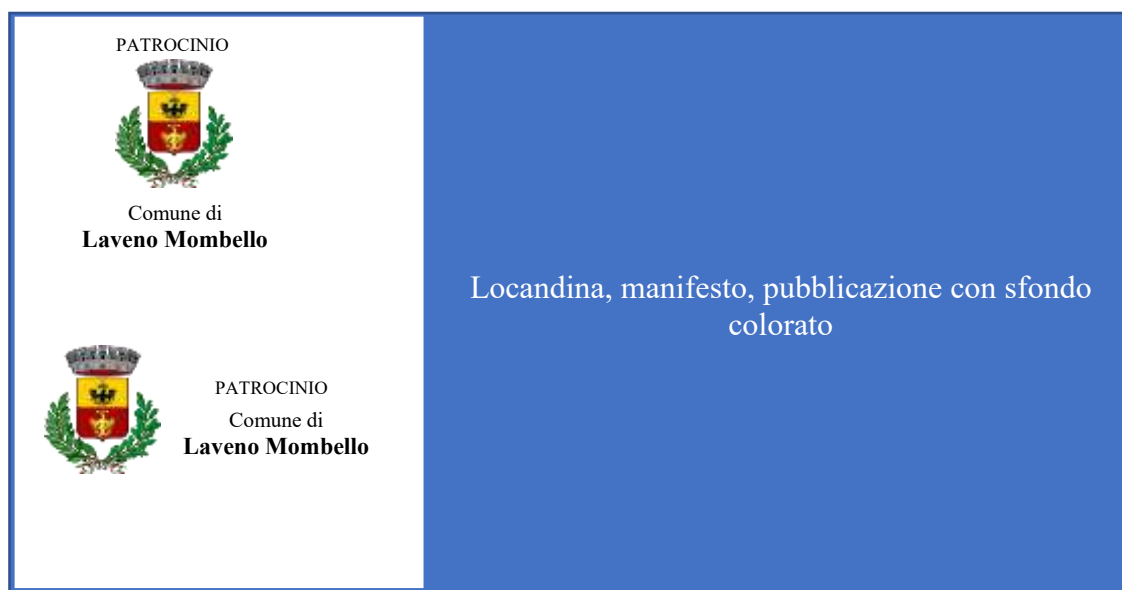 PATROCINIO
Comune di
Laveno Mombello
PATROCINIO
Comune di
Laveno Mombello
Locandina, manifesto, pubblicazione con sfondo
colorato